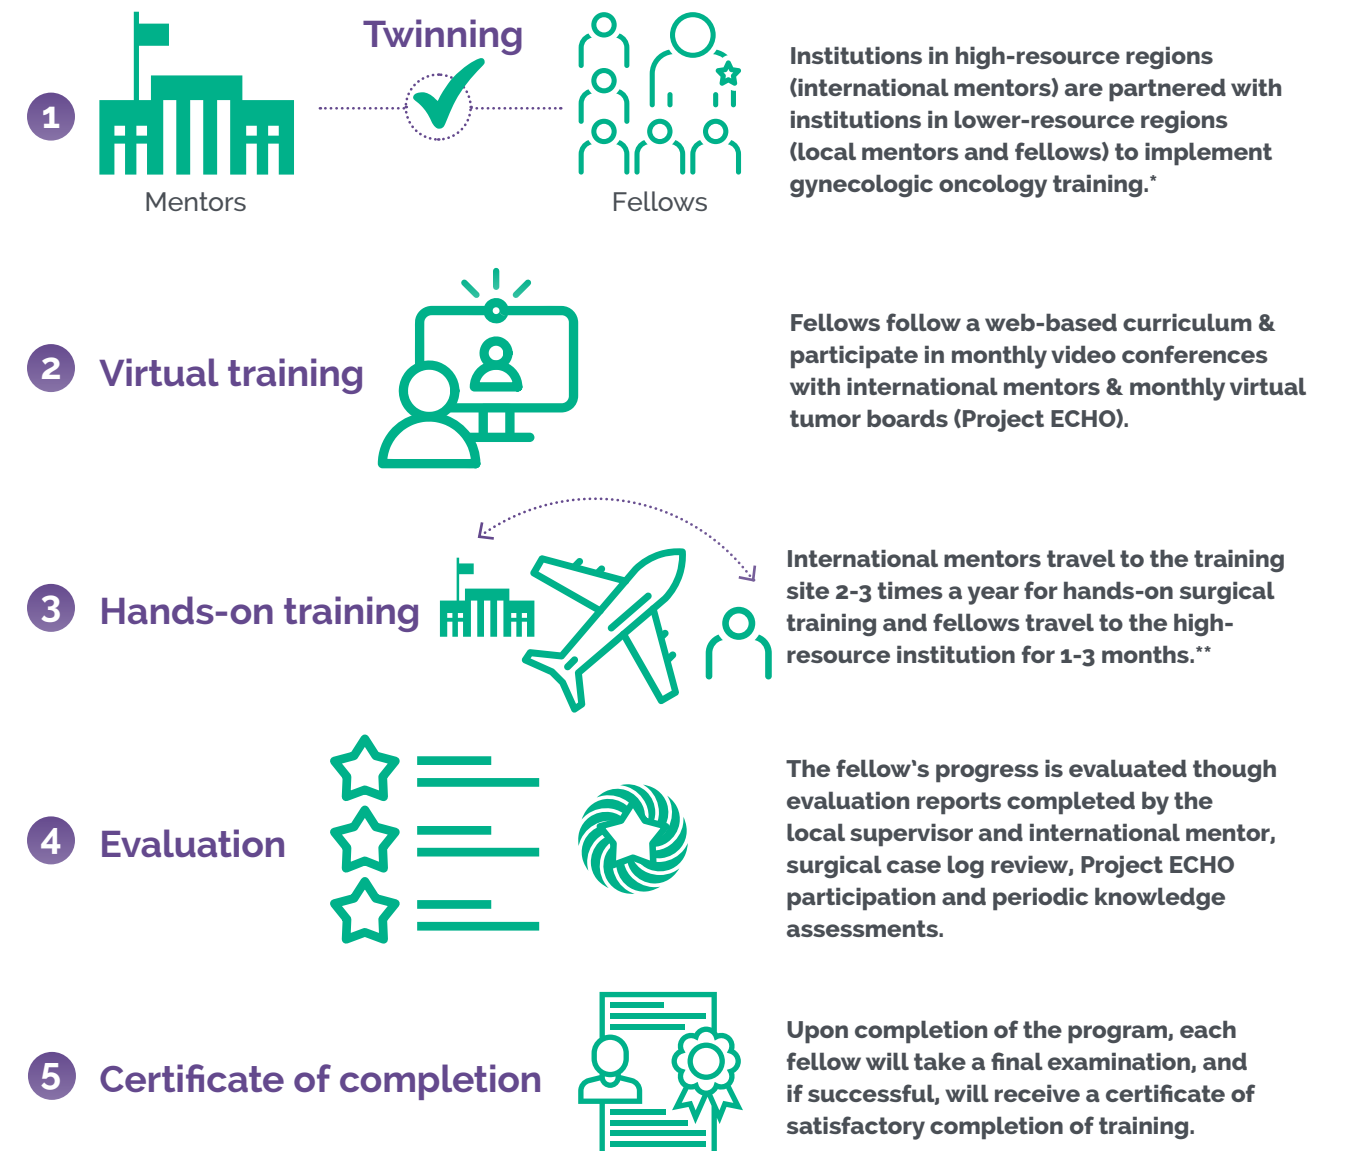 1
Twinning
Mentors
Fellows
Institutions in high-resource regions
(international mentors) are partnered with
institutions in lower-resource regions
(local mentors and fellows) to implement
gynecologic oncology training.*
2
Virtual training
Fellows follow a web-based curriculum &
participate in monthly video conferences
with international mentors & monthly virtual
tumor boards (Project ECHO).
3
Hands-on training
International mentors travel to the training
site 2-3 times a year for hands-on surgical
training and fellows travel to the high-
resource institution for 1-3 months.**
4
Evaluation
The fellow’s progress is evaluated though
evaluation reports completed by the
local supervisor and international mentor,
surgical case log review, Project ECHO
participation and periodic knowledge
assessments.
5
Certificate of completion
Upon completion of the program, each
fellow will take a final examination, and
if successful, will receive a certificate of
satisfactory completion of training.